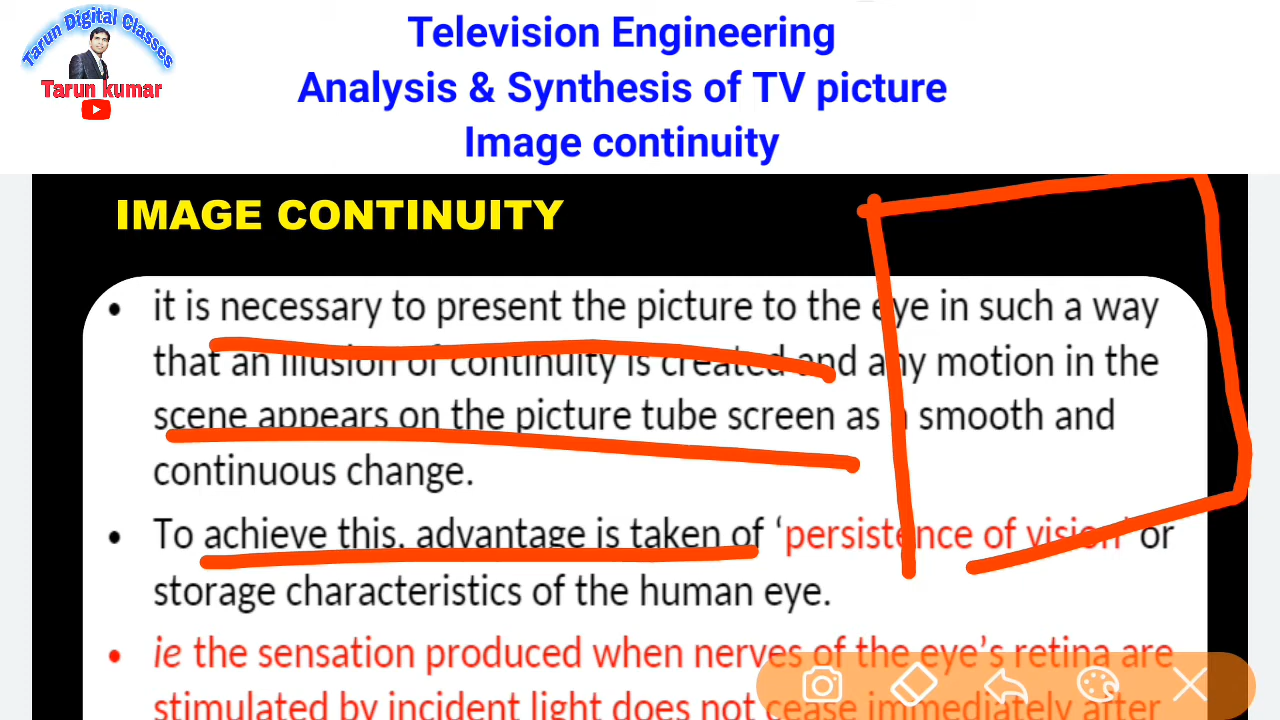 Tarun Digital Classes
Tarun kumar
Television Engineering
Analysis & Synthesis of TV picture
Image continuity
IMAGE CONTINUITY
• it is necessary to present the picture to the eye in such a way
that an illusion of continuity is created and any motion in the
scene appears on the picture tube screen as a smooth and
continuous change.
• To achieve this, advantage is taken of ‘persistence of vision’ or
storage characteristics of the human eye.
• ie the sensation produced when nerves of the eye’s retina are
stimulated by incident light does not cease immediately after